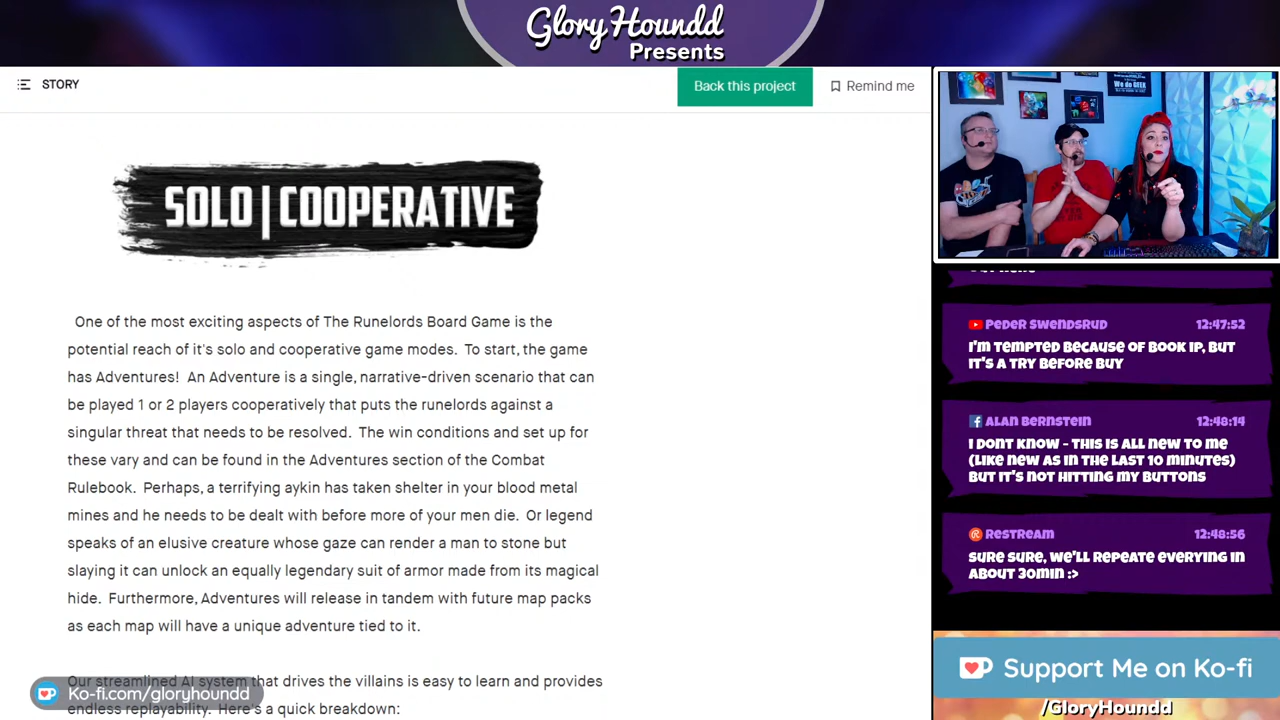 Glory Houndd
Presents
STORY
Back this project
Remind me
SOLO | COOPERATIVE
One of the most exciting aspects of The Runelords Board Game is the
potential reach of it's solo and cooperative game modes. To start, the game
has Adventures! An Adventure is a single, narrative-driven scenario that can
be played 1 or 2 players cooperatively that puts the runelords against a
singular threat that needs to be resolved. The win conditions and set up for
these vary and can be found in the Adventures section of the Combat
Rulebook. Perhaps, a terrifying aykin has taken shelter in your blood metal
mines and he needs to be dealt with before more of your men die. Or legend
speaks of an elusive creature whose gaze can render a man to stone but
slaying it can unlock an equally legendary suit of armor made from its magical
hide. Furthermore, Adventures will release in tandem with future map packs
as each map will have a unique adventure tied to it.
Our streamlined AI system that drives the villains is easy to learn and provides
endless replayability. Here's a quick breakdown:
Ko-fi.com/gloryhoundd
We do GEEK
Peder Swendsrud 12:47:52
I'm tempted because of book IP, but
it's a try before buy
Alan Bernstein 12:48:14
I dont know - this is all new to me
(like new as in the last 10 minutes)
but it's not hitting my buttons
Restream 12:48:56
sure sure, we'll repeate everying in
about 30min :>
Support Me on Ko-fi
/GloryHoundd